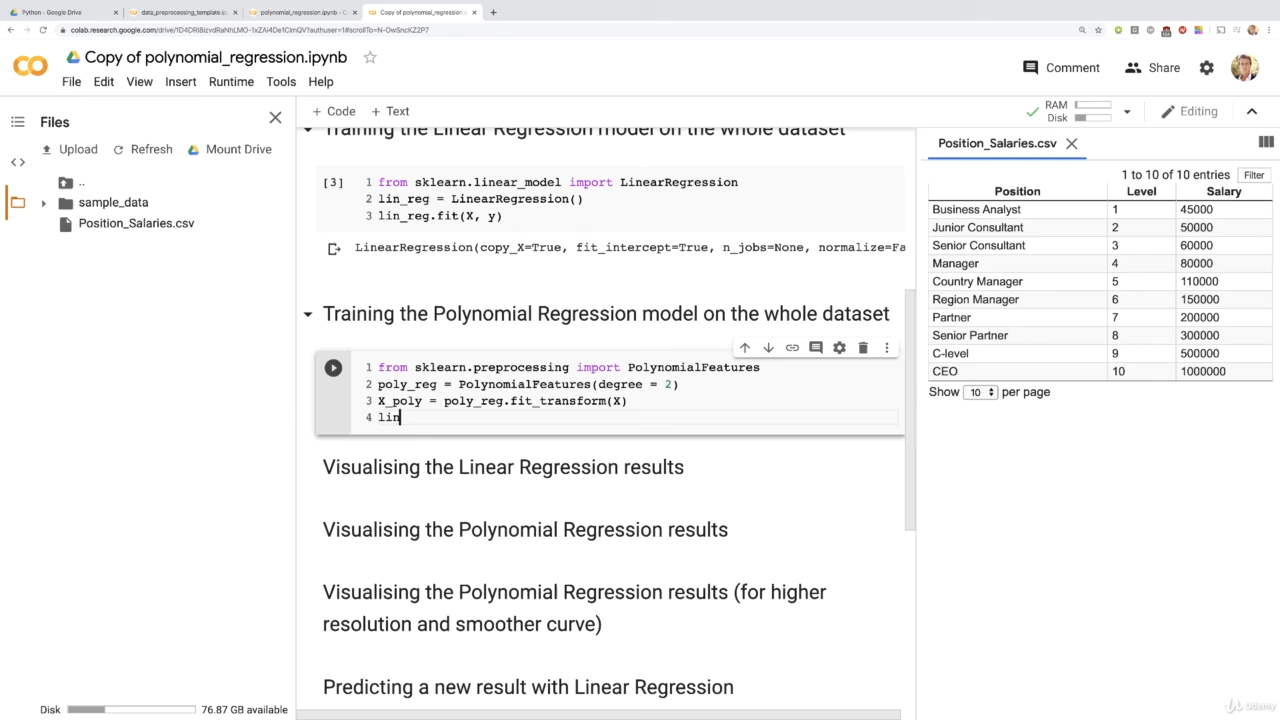 Python - Google Drive
data_preprocessing_template.ip
polynomial_regression.ipynb - C
Copy of polynomial_regression.
colab.research.google.com/drive/
Copy of polynomial_regression.ipynb
File Edit View Insert Runtime Tools Help
Comment Share
Files
Upload Refresh Mount Drive
..
sample_data
Position_Salaries.csv
Disk 76.87 GB available
+ Code + Text
RAM
Disk
Editing
Training the Linear Regression model on the whole dataset
[3] 1 from sklearn.linear_model import LinearRegression
2 lin_reg = LinearRegression()
3 lin_reg.fit(X, y)
LinearRegression(copy_X=True, fit_intercept=True, n_jobs=None, normalize=Fa
Training the Polynomial Regression model on the whole dataset
1 from sklearn.preprocessing import PolynomialFeatures
2 poly_reg = PolynomialFeatures(degree = 2)
3 X_poly = poly_reg.fit_transform(X)
4 lin
Visualising the Linear Regression results
Visualising the Polynomial Regression results
Visualising the Polynomial Regression results (for higher
resolution and smoother curve)
Predicting a new result with Linear Regression
Position_Salaries.csv
1 to 10 of 10 entries Filter
Position Level Salary
Business Analyst 1 45000
Junior Consultant 2 50000
Senior Consultant 3 60000
Manager 4 80000
Country Manager 5 110000
Region Manager 6 150000
Partner 7 200000
Senior Partner 8 300000
C-level 9 500000
CEO 10 1000000
Show 10 per page
Udemy